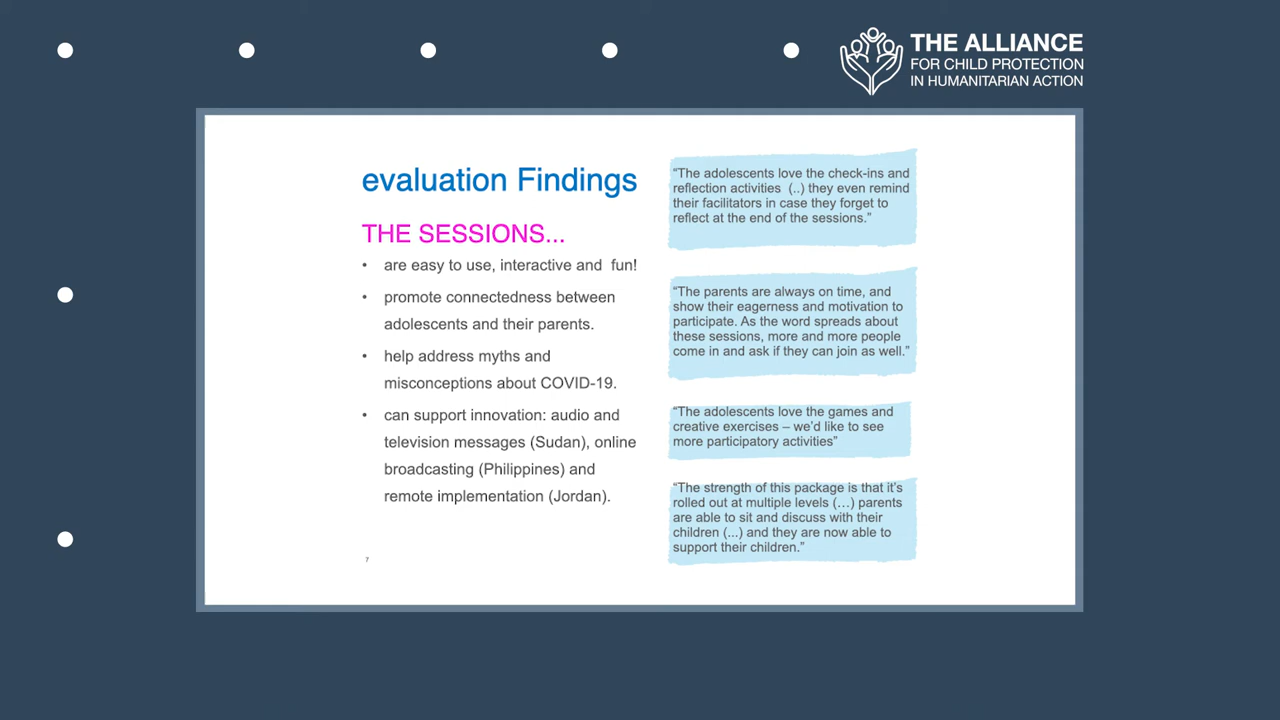 THE ALLIANCE
FOR CHILD PROTECTION
IN HUMANITARIAN ACTION
evaluation Findings
THE SESSIONS...
• are easy to use, interactive and fun!
• promote connectedness between
adolescents and their parents.
• help address myths and
misconceptions about COVID-19.
• can support innovation: audio and
television messages (Sudan), online
broadcasting (Philippines) and
remote implementation (Jordan).
7
“The adolescents love the check-ins and
reflection activities (..) they even remind
their facilitators in case they forget to
reflect at the end of the sessions.”
“The parents are always on time, and
show their eagerness and motivation to
participate. As the word spreads about
these sessions, more and more people
come in and ask if they can join as well.”
“The adolescents love the games and
creative exercises – we’d like to see
more participatory activities”
“The strength of this package is that it’s
rolled out at multiple levels (…) parents
are able to sit and discuss with their
children (...) and they are now able to
support their children.”